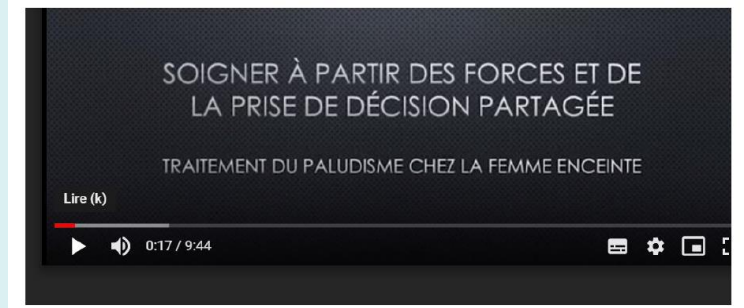 SOIGNER À PARTIR DES FORCES ET DE
LA PRISE DE DÉCISION PARTAGÉE
TRAITEMENT DU PALUDISME CHEZ LA FEMME ENCEINTE
Lire (k)
0:17 / 9:44